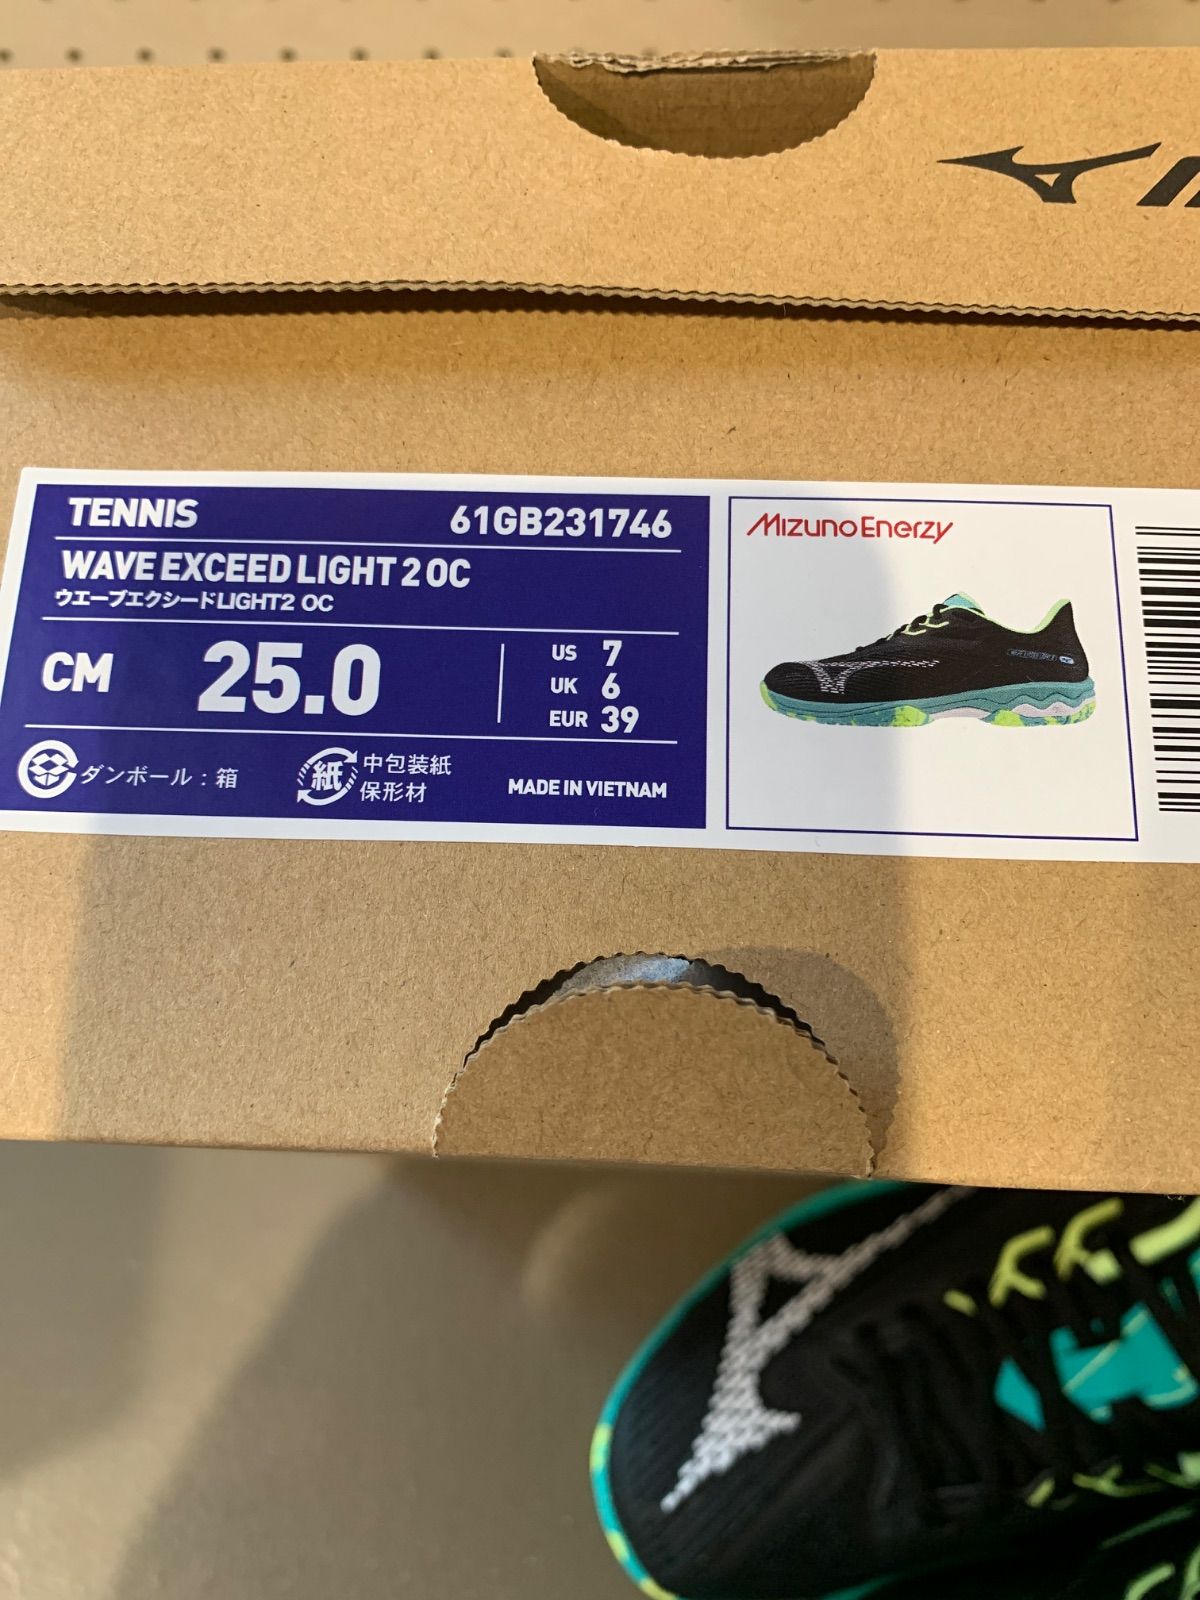 TENNIS 61GB231746
WAVE EXCEED LIGHT 2 OC
ウエーブエクシードLIGHT2 OC
CM 25.0
US 7
UK 6
EUR 39
ダンボール：箱
紙
中包装紙
保形材
MADE IN VIETNAM
Mizuno Enerzy